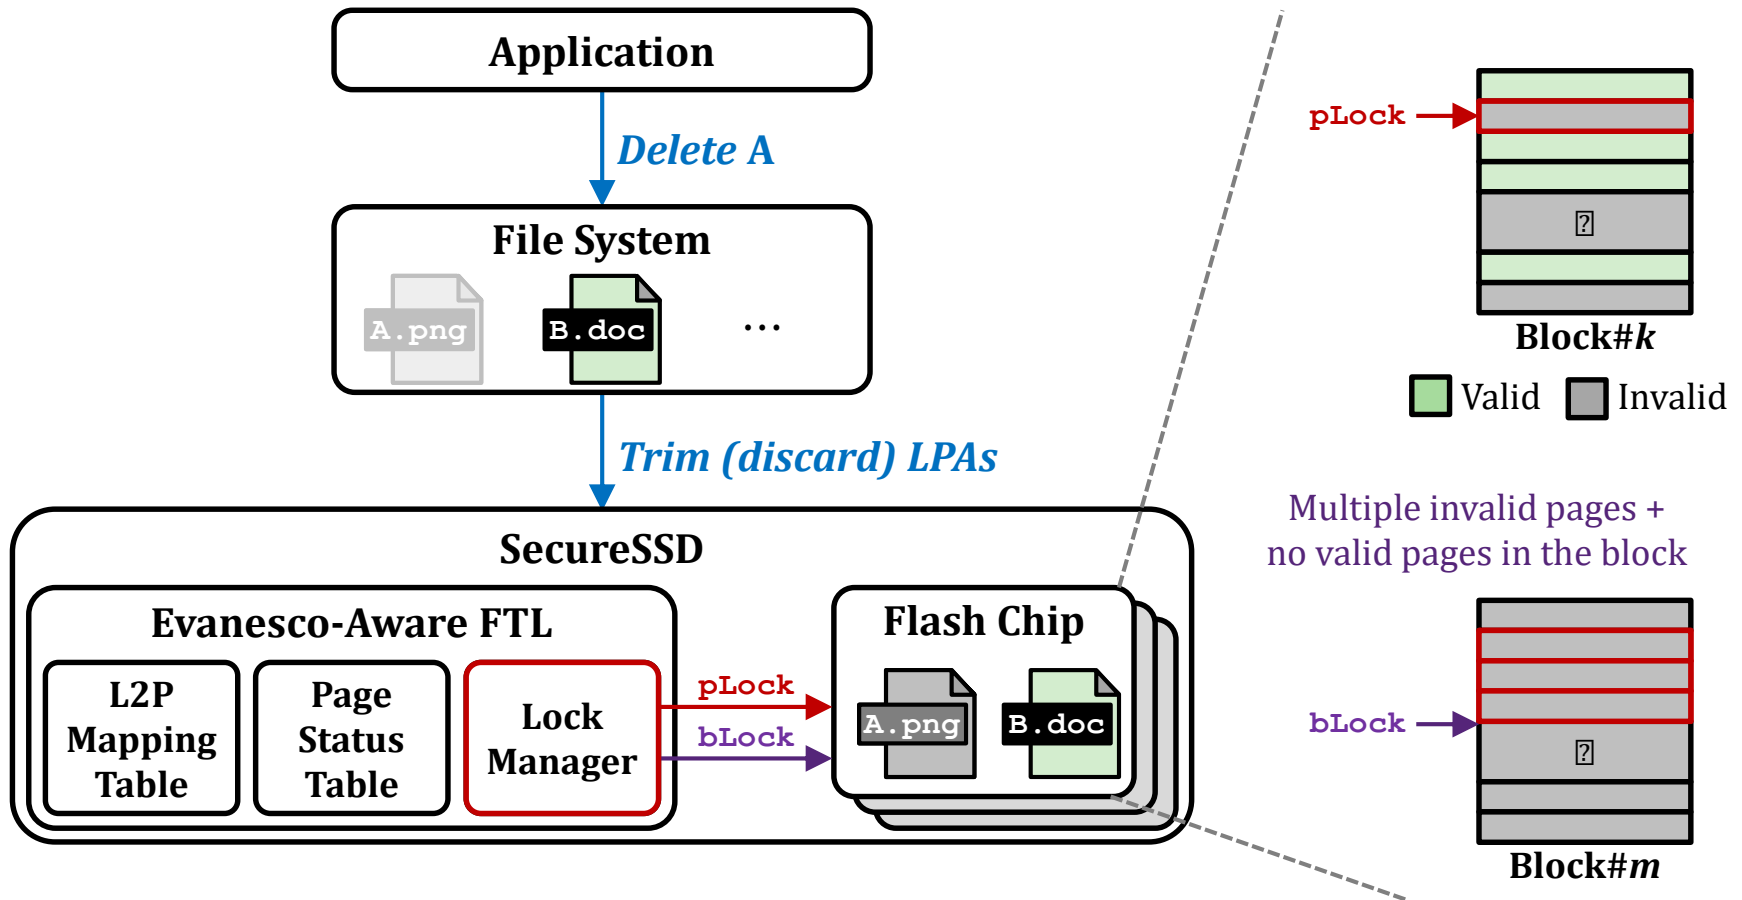 Application
Delete A
File System
A.png
B.doc
...
Trim (discard) LPAs
SecureSSD
Evanesco-Aware FTL
L2P
Mapping
Table
Page
Status
Table
Lock
Manager
pLock
bLock
Flash Chip
A.png
B.doc
pLock
Block#k
Valid
Invalid
Multiple invalid pages +
no valid pages in the block
bLock
Block#m